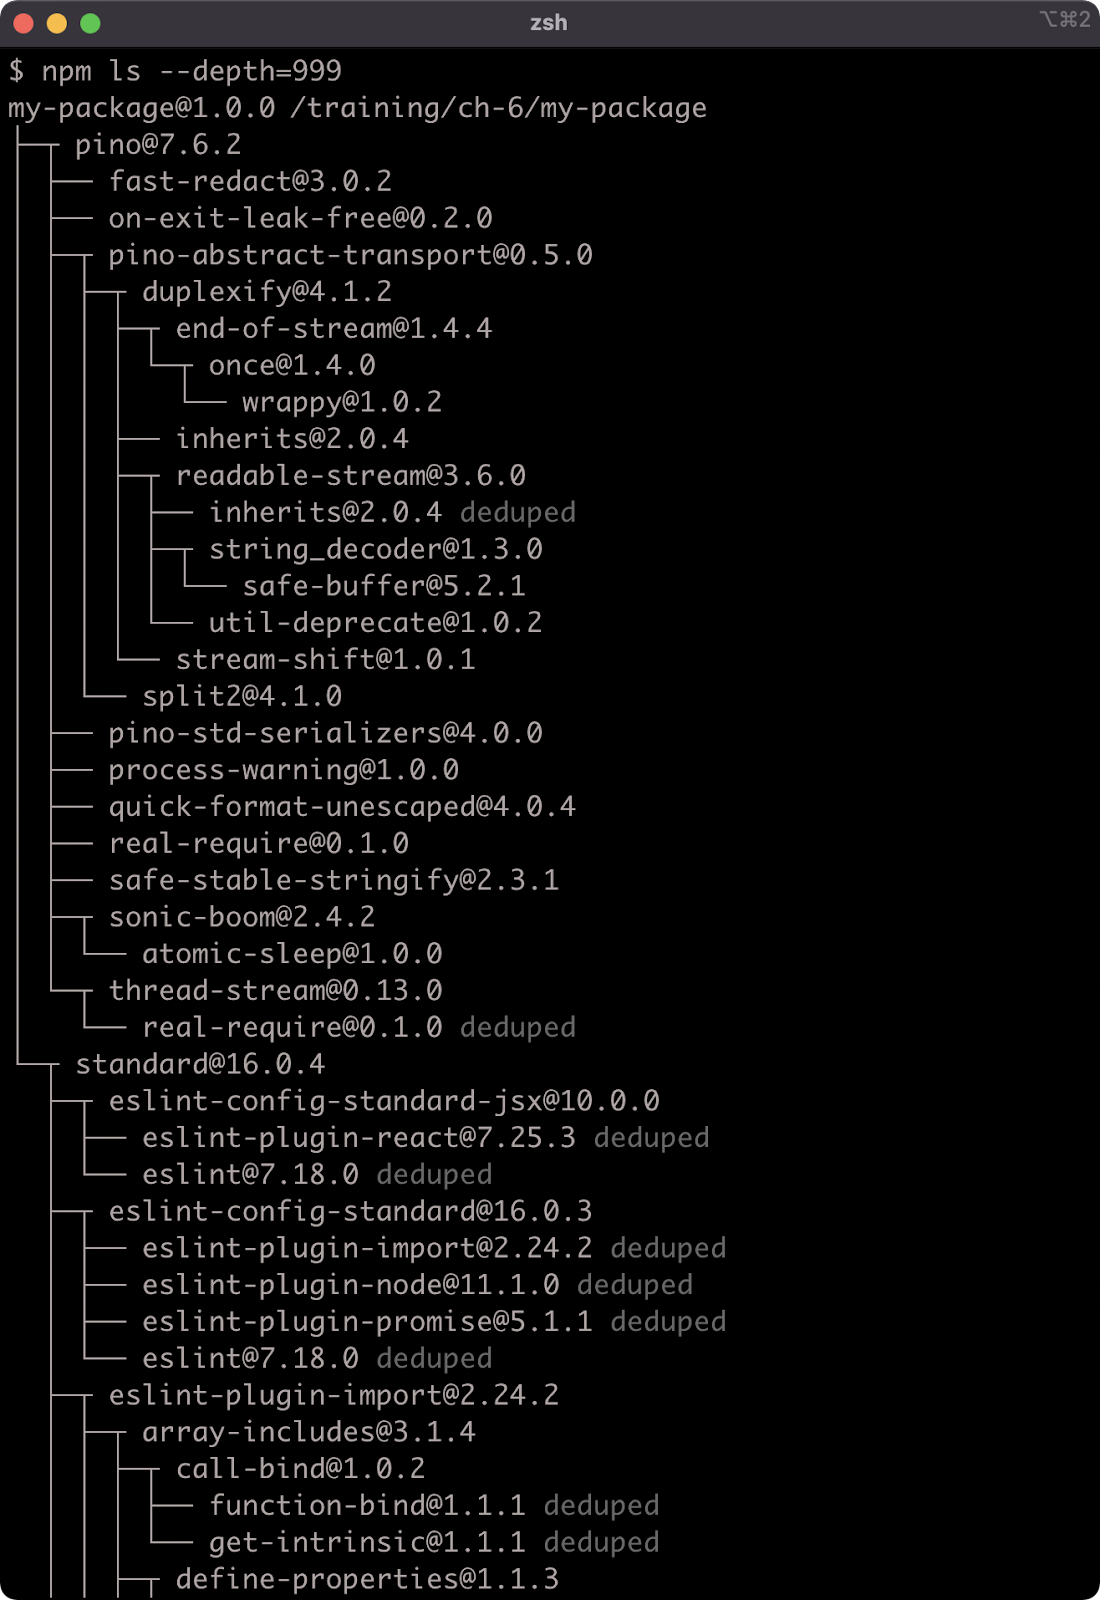 zsh
⌥⌘2
$ npm ls --depth=999
my-package@1.0.0 /training/ch-6/my-package
pino@7.6.2
fast-redact@3.0.2
on-exit-leak-free@0.2.0
pino-abstract-transport@0.5.0
duplexify@4.1.2
end-of-stream@1.4.4
once@1.4.0
wrappy@1.0.2
inherits@2.0.4
readable-stream@3.6.0
inherits@2.0.4 deduped
string_decoder@1.3.0
safe-buffer@5.2.1
util-deprecate@1.0.2
stream-shift@1.0.1
split2@4.1.0
pino-std-serializers@4.0.0
process-warning@1.0.0
quick-format-unescaped@4.0.4
real-require@0.1.0
safe-stable-stringify@2.3.1
sonic-boom@2.4.2
atomic-sleep@1.0.0
thread-stream@0.13.0
real-require@0.1.0 deduped
standard@16.0.4
eslint-config-standard-jsx@10.0.0
eslint-plugin-react@7.25.3 deduped
eslint@7.18.0 deduped
eslint-config-standard@16.0.3
eslint-plugin-import@2.24.2 deduped
eslint-plugin-node@11.1.0 deduped
eslint-plugin-promise@5.1.1 deduped
eslint@7.18.0 deduped
eslint-plugin-import@2.24.2
array-includes@3.1.4
call-bind@1.0.2
function-bind@1.1.1 deduped
get-intrinsic@1.1.1 deduped
define-properties@1.1.3